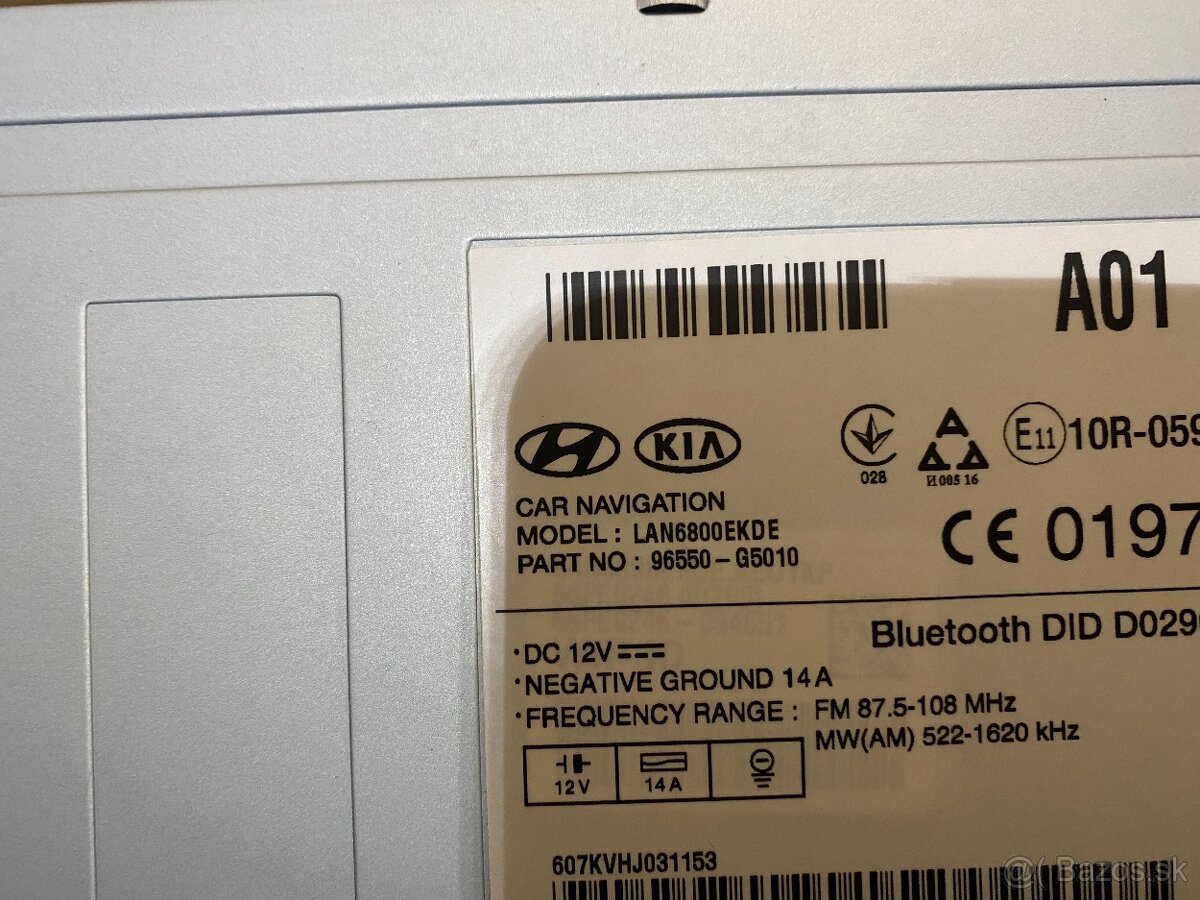 A01
KIA
028
И 005 16
E11 10R-059
CAR NAVIGATION
MODEL : LAN6800EKDE
PART NO : 96550-G5010
CE 0197
Bluetooth DID D029
·DC 12V
·NEGATIVE GROUND 14A
·FREQUENCY RANGE : FM 87.5-108 MHz
MW(AM) 522-1620 kHz
12V
14A
607KVHJ031153
Bazos.sk